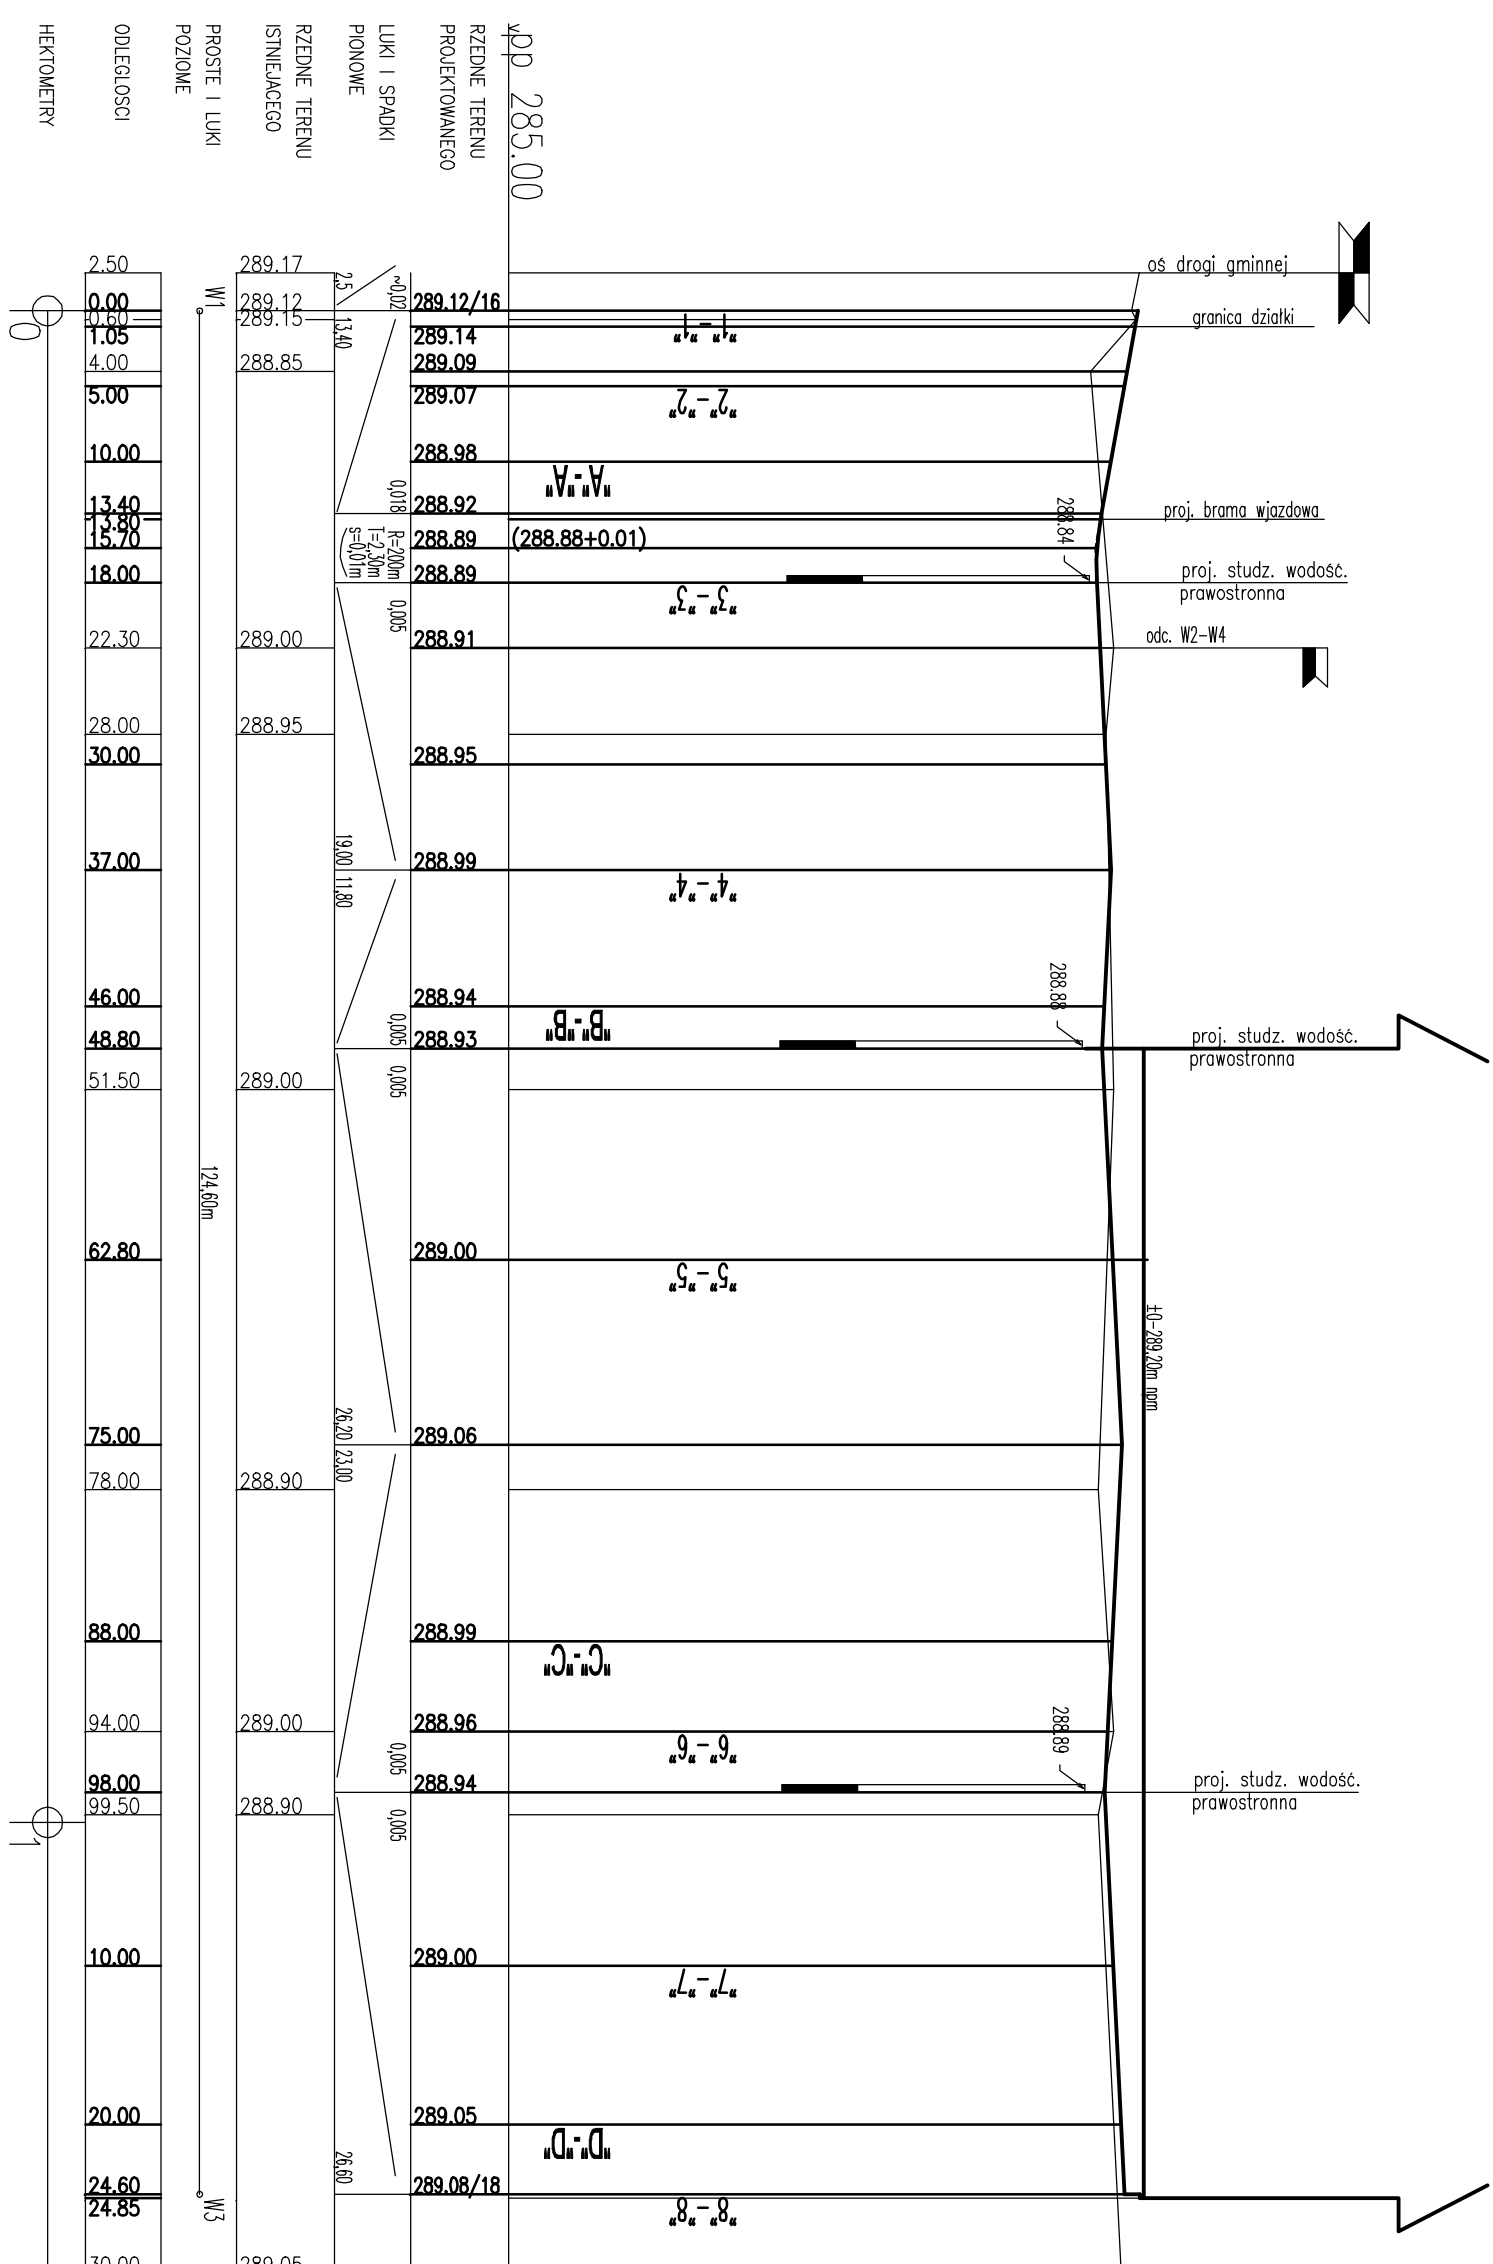 HEKTOMETRY
ODLEGLOSCI
PROSTE I LUKI
POZIOME
RZEDNE TERENU
ISTNIEJACEGO
LUKI I SPADKI
PIONOWE
RZEDNE TERENU
PROJEKTOWANEGO
pp 285.00
0
1
2.50
0.00
0.60
1.05
4.00
5.00
10.00
13.40
13.80
15.70
18.00
22.30
28.00
30.00
37.00
46.00
48.80
51.50
62.80
75.00
78.00
88.00
94.00
98.00
99.50
10.00
20.00
24.60
24.85
30.00
W1
124,60m
W3
289.17
289.12
289.15
288.85
289.00
288.95
289.00
288.90
289.00
288.90
289.05
2,5
~0,02
13,40
0,018
R=200m
T=2,30m
s=0,01m
0,005
19,00
11,80
0,005
0,005
26,20
23,00
0,005
0,005
26,60
289.12/16
289.14
289.09
289.07
288.98
288.92
288.89
(288.88+0.01)
288.89
288.91
288.95
288.99
288.94
288.93
289.00
289.06
288.99
288.96
288.94
289.00
289.05
289.08/18
"A"-"A"
"B"-"B"
"C"-"C"
"D"-"D"
"1"-"1"
"2"-"2"
"3"-"3"
"4"-"4"
"5"-"5"
"6"-"6"
"7"-"7"
"8"-"8"
288.84
288.88
288.89
oś drogi gminnej
granica działki
proj. brama wjazdowa
proj. studz. wodość.
prawostronna
odc. W2-W4
proj. studz. wodość.
prawostronna
±0-289,20m npm
proj. studz. wodość.
prawostronna